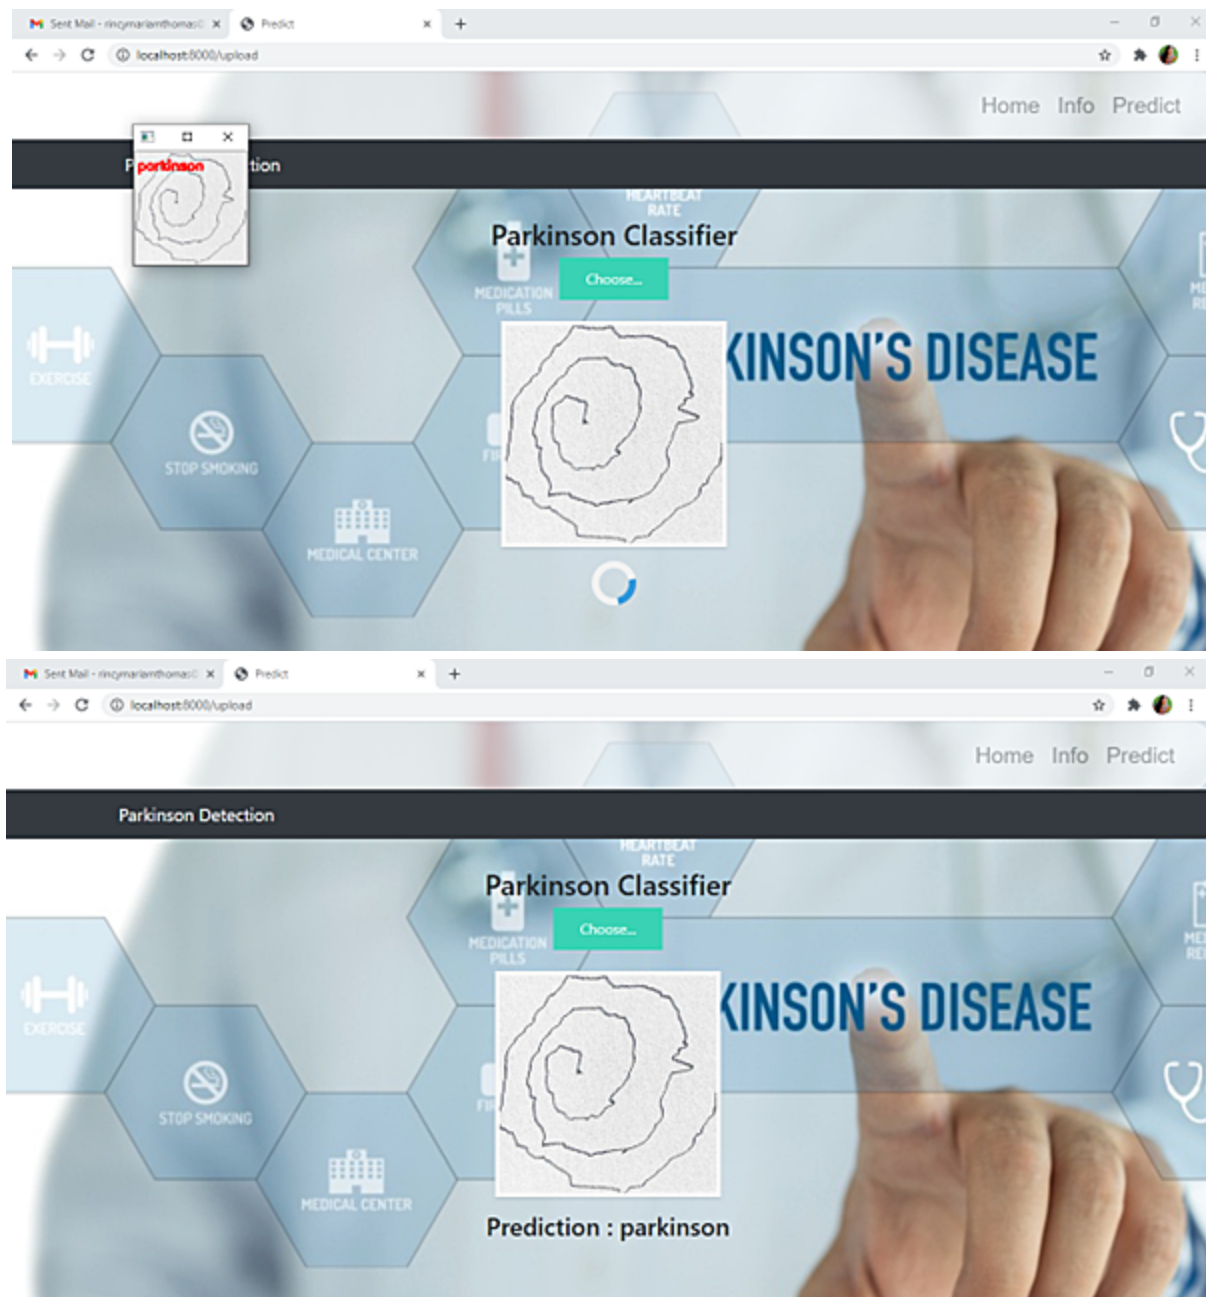 Sent Mail - rincymariamthomas
Predict
localhost:8000/upload
Home Info Predict
parkinson
P tion
HEARTBEAT
RATE
Parkinson Classifier
Choose...
MEDICATION
PILLS
KINSON'S DISEASE
EXERCISE
STOP SMOKING
FI
MEDICAL CENTER
Sent Mail - rincymariamthomas
Predict
localhost:8000/upload
Home Info Predict
Parkinson Detection
HEARTBEAT
RATE
Parkinson Classifier
Choose...
MEDICATION
PILLS
KINSON'S DISEASE
EXERCISE
STOP SMOKING
FI
MEDICAL CENTER
Prediction : parkinson